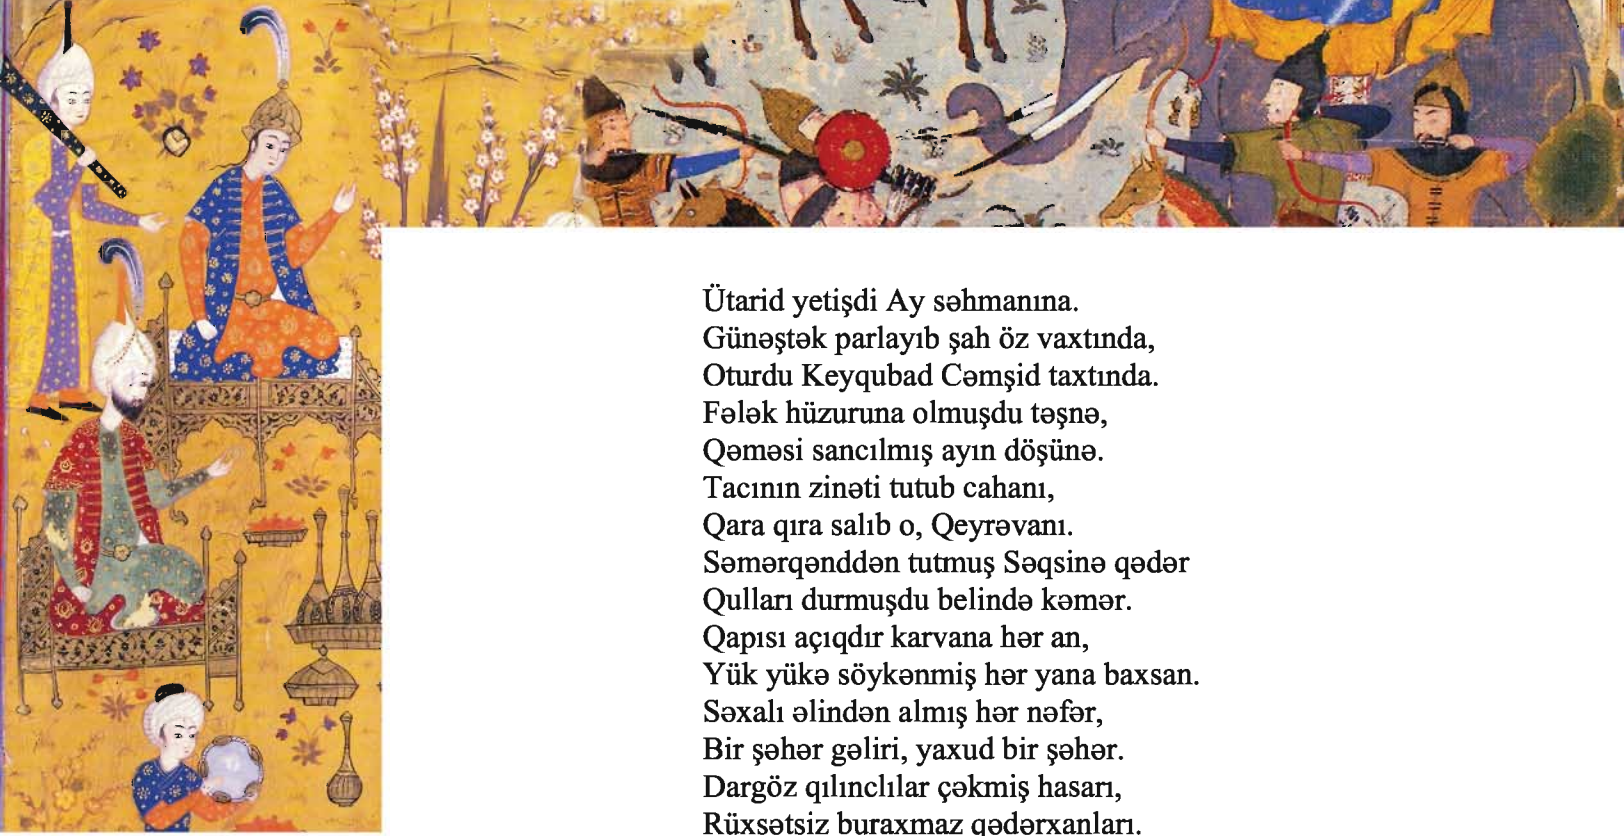 Ütarid yetişdi Ay səhmanına.
Günəştək parlayıb şah öz vaxtında,
Oturdu Keyqubad Cəmşid taxtında.
Fələk hüzuruna olmuşdu təşnə,
Qəməsi sancılmış ayın döşünə.
Tacının zinəti tutub cahanı,
Qara qıra salıb o, Qeyrəvanı.
Səmərqənddən tutmuş Səqsinə qədər
Qulları durmuşdu belində kəmər.
Qapısı açıqdır karvana hər an,
Yük yükə söykənmiş hər yana baxsan.
Səxalı əlindən almış hər nəfər,
Bir şəhər gəliri, yaxud bir şəhər.
Dargöz qılınclılar çəkmiş hasarı,
Rüxsətsiz buraxmaz qədərxanları.